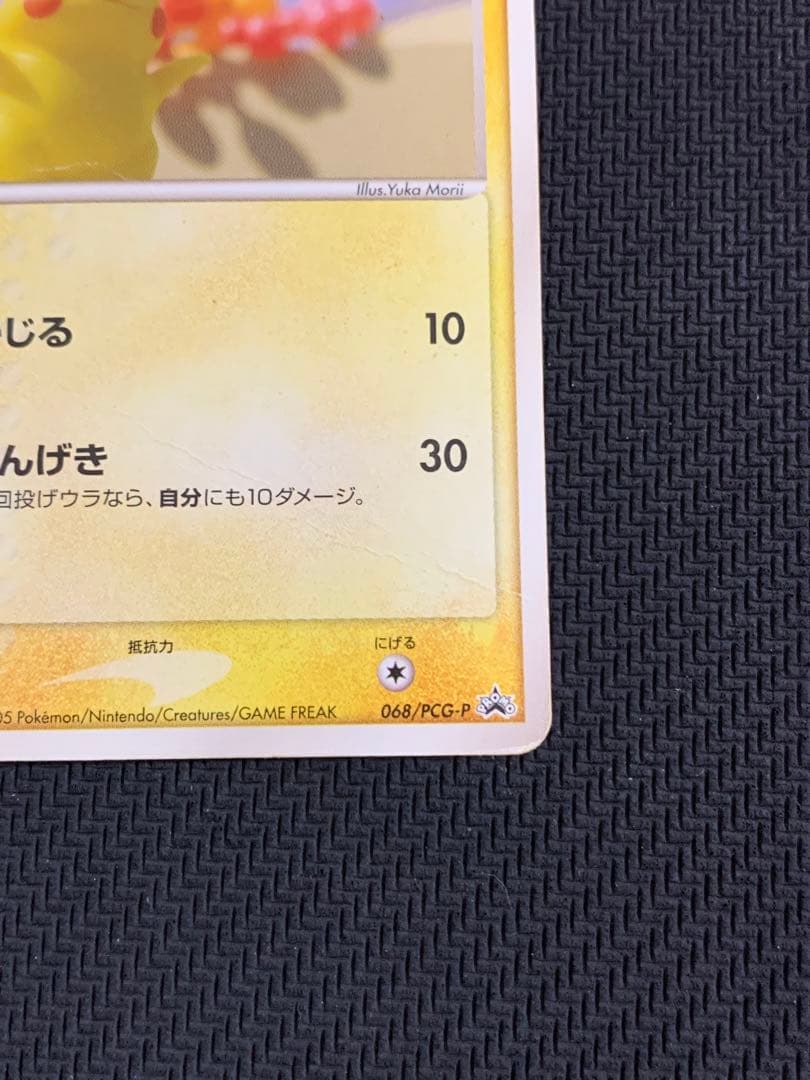 Illus.Yuka Morii
じる 10
んげき 30
回投げウラなら、自分にも10ダメージ。
抵抗力 にげる
05 Pokémon/Nintendo/Creatures/GAME FREAK 068/PCG-P PROMO